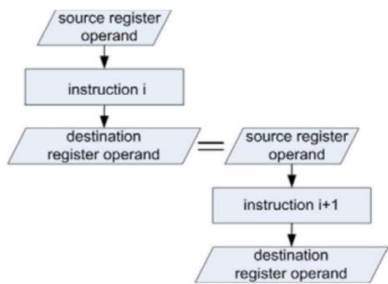 source register
operand
instruction i
destination
register operand
=
source register
operand
instruction i+1
destination
register operand